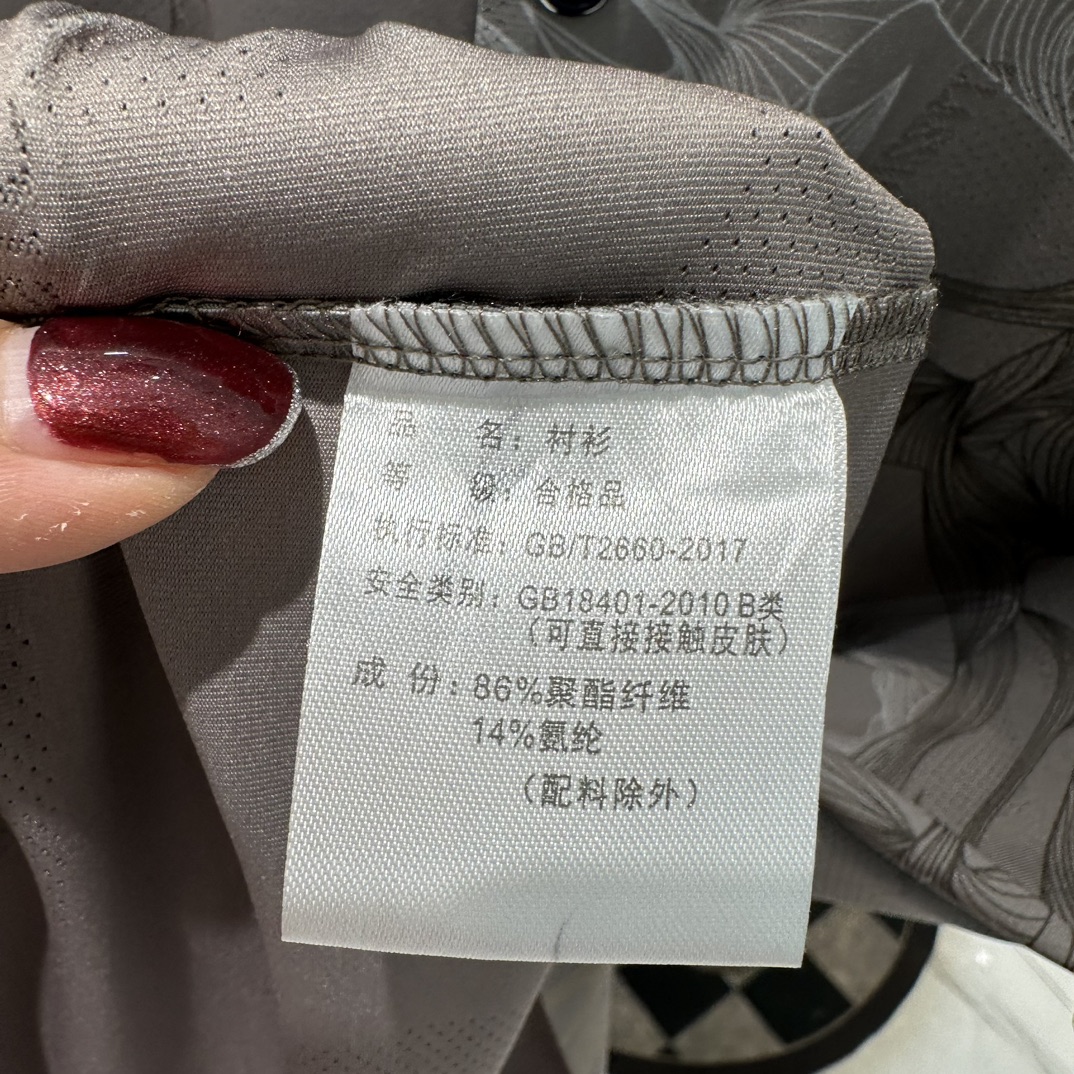 品 名：衬衫
等 级：合格品
执行标准：GB/T2660-2017
安全类别：GB18401-2010 B类
（可直接接触皮肤）
成 份：86%聚酯纤维
14%氨纶
（配料除外）